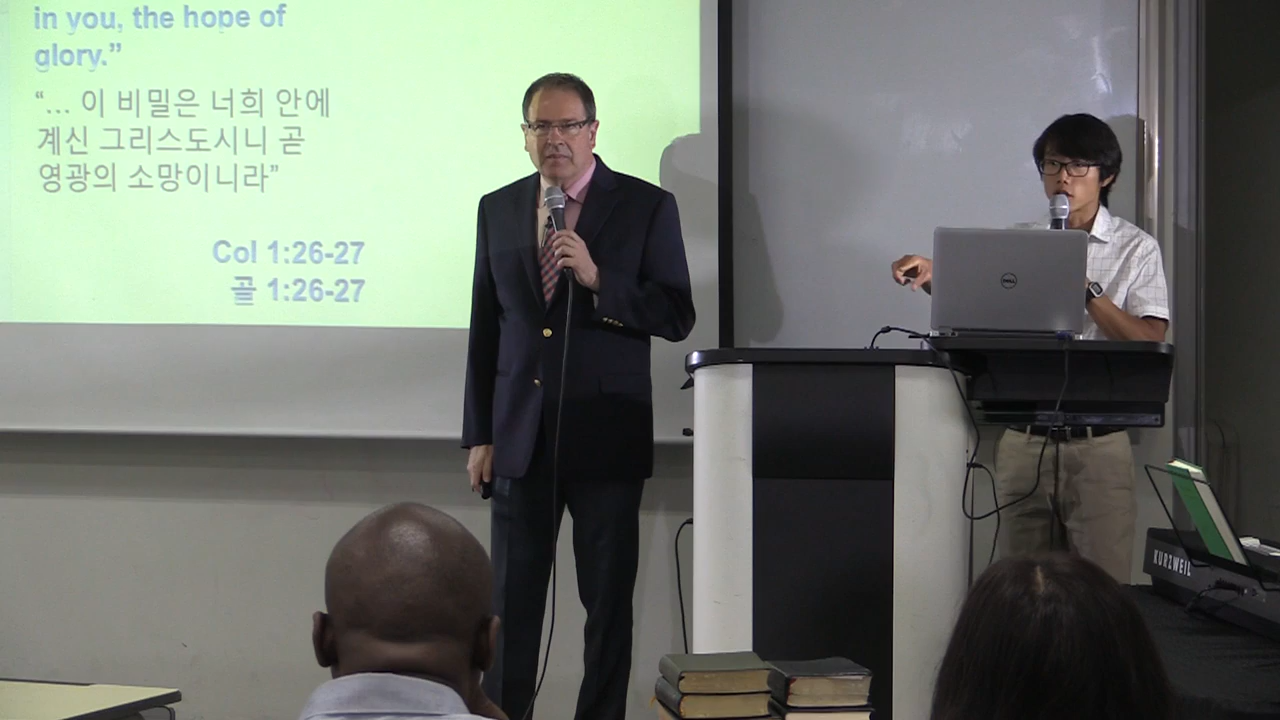 in you, the hope of
glory.”
“... 이 비밀은 너희 안에
계신 그리스도시니 곧
영광의 소망이니라”
Col 1:26-27
골 1:26-27
DELL
KURZWEIL